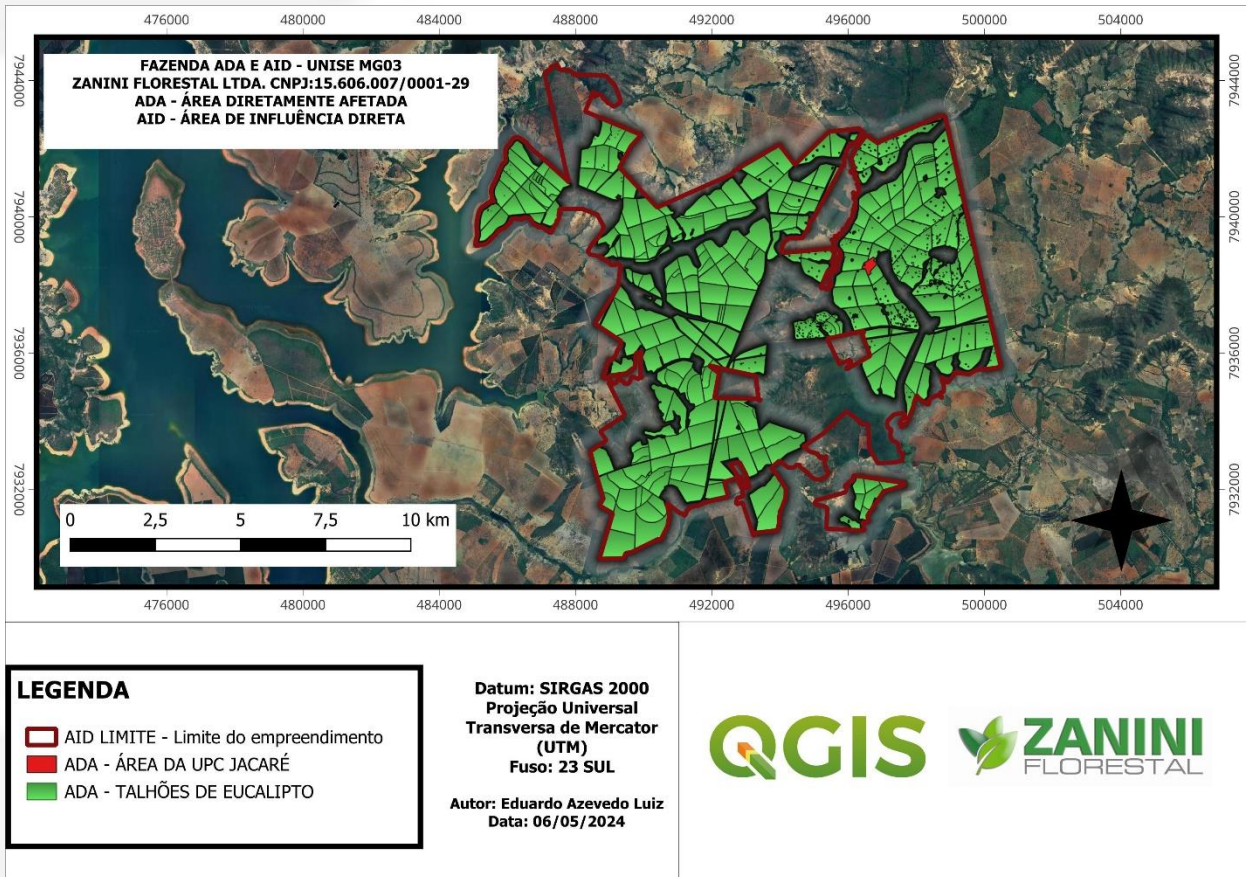 476000 480000 484000 488000 492000 496000 500000 504000
FAZENDA ADA E AID - UNISE MG03
ZANINI FLORESTAL LTDA. CNPJ:15.606.007/0001-29
ADA - ÁREA DIRETAMENTE AFETADA
AID - ÁREA DE INFLUÊNCIA DIRETA
7944000
7940000
7936000
7932000
7944000
7940000
7936000
7932000
0 2,5 5 7,5 10 km
476000 480000 484000 488000 492000 496000 500000 504000
LEGENDA
AID LIMITE - Limite do empreendimento
ADA - ÁREA DA UPC JACARÉ
ADA - TALHÕES DE EUCALIPTO
Datum: SIRGAS 2000
Projeção Universal
Transversa de Mercator
(UTM)
Fuso: 23 SUL
Autor: Eduardo Azevedo Luiz
Data: 06/05/2024
QGIS
ZANINI
FLORESTAL